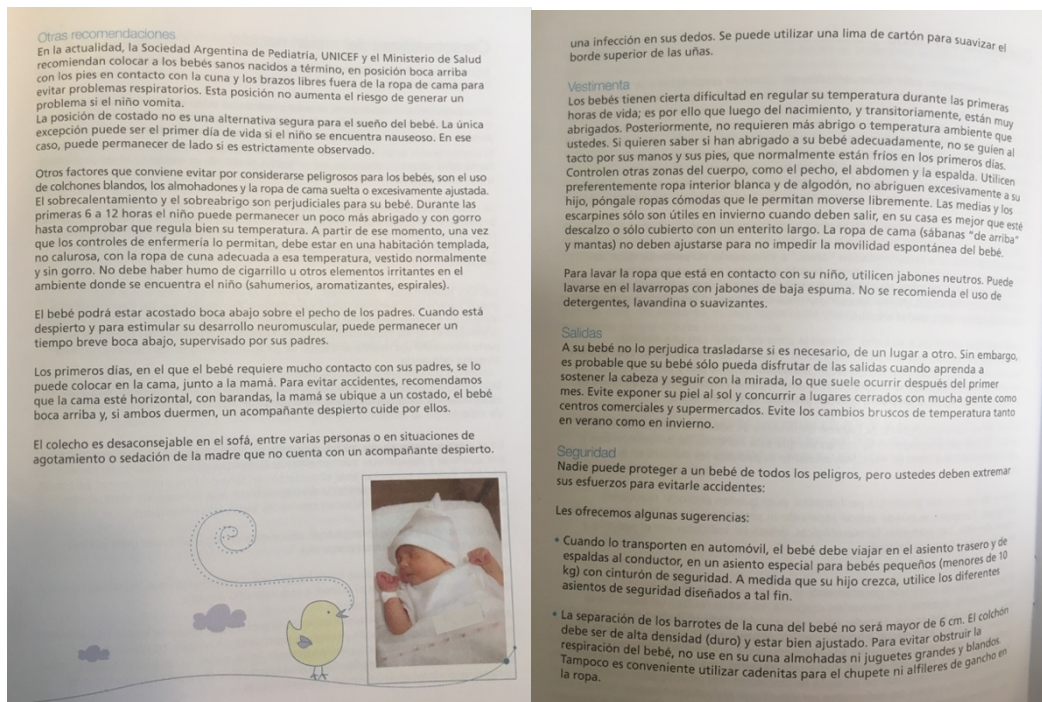 Otras recomendaciones
En la actualidad, la Sociedad Argentina de Pediatría, UNICEF y el Ministerio de Salud
recomiendan colocar a los bebés sanos nacidos a término, en posición boca arriba
con los pies en contacto con la cuna y los brazos libres fuera de la ropa de cama para
evitar problemas respiratorios. Esta posición no aumenta el riesgo de generar un
problema si el niño vomita.
La posición de costado no es una alternativa segura para el sueño del bebé. La única
excepción puede ser el primer día de vida si el niño se encuentra nauseoso. En ese
caso, puede permanecer de lado si es estrictamente observado.
Otros factores que conviene evitar por considerarse peligrosos para los bebés, son el uso
de colchones blandos, los almohadones y la ropa de cama suelta o excesivamente ajustada.
El sobrecalentamiento y el sobreabrigo son perjudiciales para su bebé. Durante las
primeras 6 a 12 horas el niño puede permanecer un poco más abrigado y con gorro
hasta comprobar que regula bien su temperatura. A partir de ese momento, una vez
que los controles de enfermería lo permitan, debe estar en una habitación templada,
no calurosa, con la ropa de cuna adecuada a esa temperatura, vestido normalmente
y sin gorro. No debe haber humo de cigarrillo u otros elementos irritantes en el
ambiente donde se encuentra el niño (sahumerios, aromatizantes, espirales).
El bebé podrá estar acostado boca abajo sobre el pecho de los padres. Cuando está
despierto y para estimular su desarrollo neuromuscular, puede permanecer un
tiempo breve boca abajo, supervisado por sus padres.
Los primeros días, en el que el bebé requiere mucho contacto con sus padres, se lo
puede colocar en la cama, junto a la mamá. Para evitar accidentes, recomendamos
que la cama esté horizontal, con barandas, la mamá se ubique a un costado, el bebé
boca arriba y, si ambos duermen, un acompañante despierto cuide por ellos.
El colecho es desaconsejable en el sofá, entre varias personas o en situaciones de
agotamiento o sedación de la madre que no cuenta con un acompañante despierto.
una infección en sus dedos. Se puede utilizar una lima de cartón para suavizar el
borde superior de las uñas.
Vestimenta
Los bebés tienen cierta dificultad en regular su temperatura durante las primeras
horas de vida; es por ello que luego del nacimiento, y transitoriamente, están muy
abrigados. Posteriormente, no requieren más abrigo o temperatura ambiente que
ustedes. Si quieren saber si han abrigado a su bebé adecuadamente, no se guíen al
tacto por sus manos y sus pies, que normalmente están fríos en los primeros días.
Controlen otras zonas del cuerpo, como el pecho, el abdomen y la espalda. Utilicen
preferentemente ropa interior blanca y de algodón, no abriguen excesivamente a su
hijo, póngale ropas cómodas que le permitan moverse libremente. Las medias y los
escarpines sólo son útiles en invierno cuando deben salir, en su casa es mejor que esté
descalzo o sólo cubierto con un enterito largo. La ropa de cama (sábanas "de arriba"
y mantas) no deben ajustarse para no impedir la movilidad espontánea del bebé.
Para lavar la ropa que está en contacto con su niño, utilicen jabones neutros. Puede
lavarse en el lavarropas con jabones de baja espuma. No se recomienda el uso de
detergentes, lavandina o suavizantes.
Salidas
A su bebé no lo perjudica trasladarse si es necesario, de un lugar a otro. Sin embargo,
es probable que su bebé sólo pueda disfrutar de las salidas cuando aprenda a
sostener la cabeza y seguir con la mirada, lo que suele ocurrir después del primer
mes. Evite exponer su piel al sol y concurrir a lugares cerrados con mucha gente como
centros comerciales y supermercados. Evite los cambios bruscos de temperatura tanto
en verano como en invierno.
Seguridad
Nadie puede proteger a un bebé de todos los peligros, pero ustedes deben extremar
sus esfuerzos para evitarle accidentes:
Les ofrecemos algunas sugerencias:
• Cuando lo transporten en automóvil, el bebé debe viajar en el asiento trasero y de
espaldas al conductor, en un asiento especial para bebés pequeños (menores de 10
kg) con cinturón de seguridad. A medida que su hijo crezca, utilice los diferentes
asientos de seguridad diseñados a tal fin.
• La separación de los barrotes de la cuna del bebé no será mayor de 6 cm. El colchón
debe ser de alta densidad (duro) y estar bien ajustado. Para evitar obstruir la
respiración del bebé, no use en su cuna almohadas ni juguetes grandes y blandos.
Tampoco es conveniente utilizar cadenitas para el chupete ni alfileres de gancho en
la ropa.